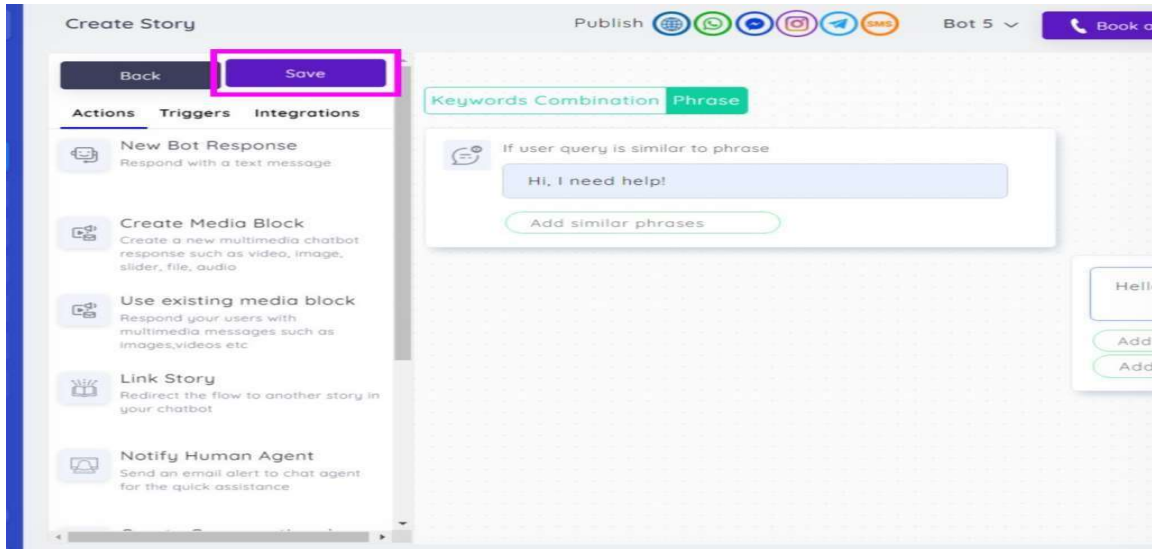 Create Story
Publish
SMS
Bot 5
Book a
Back
Save
Actions Triggers Integrations
New Bot Response
Respond with a text message
Create Media Block
Create a new multimedia chatbot
response such as video, image,
slider, file, audio
Use existing media block
Respond your users with
multimedia messages such as
images,videos etc
Link Story
Redirect the flow to another story in
your chatbot
Notify Human Agent
Send an email alert to chat agent
for the quick assistance
Keywords Combination Phrase
If user query is similar to phrase
Hi, I need help!
Add similar phrases
Hell
Add
Add